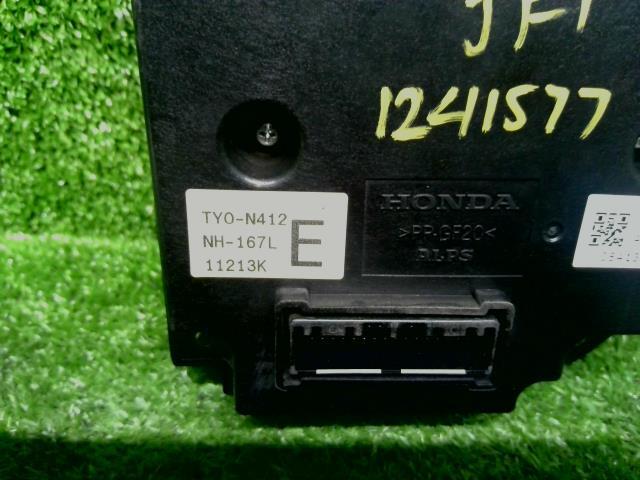 JF1
1241577
TYO-N412
NH-167L
E
11213K
HONDA
>PP-GF20<
ALPS